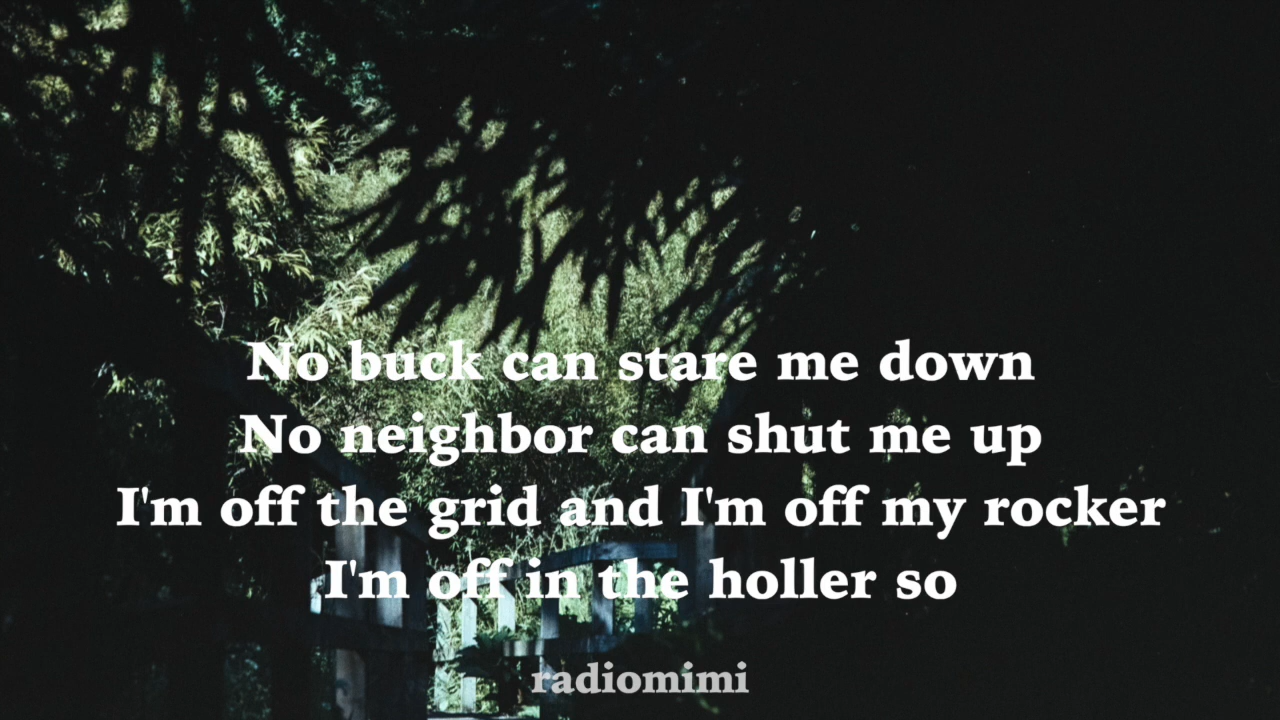 No buck can stare me down
No neighbor can shut me up
I'm off the grid and I'm off my rocker
I'm off in the holler so
radiomimi